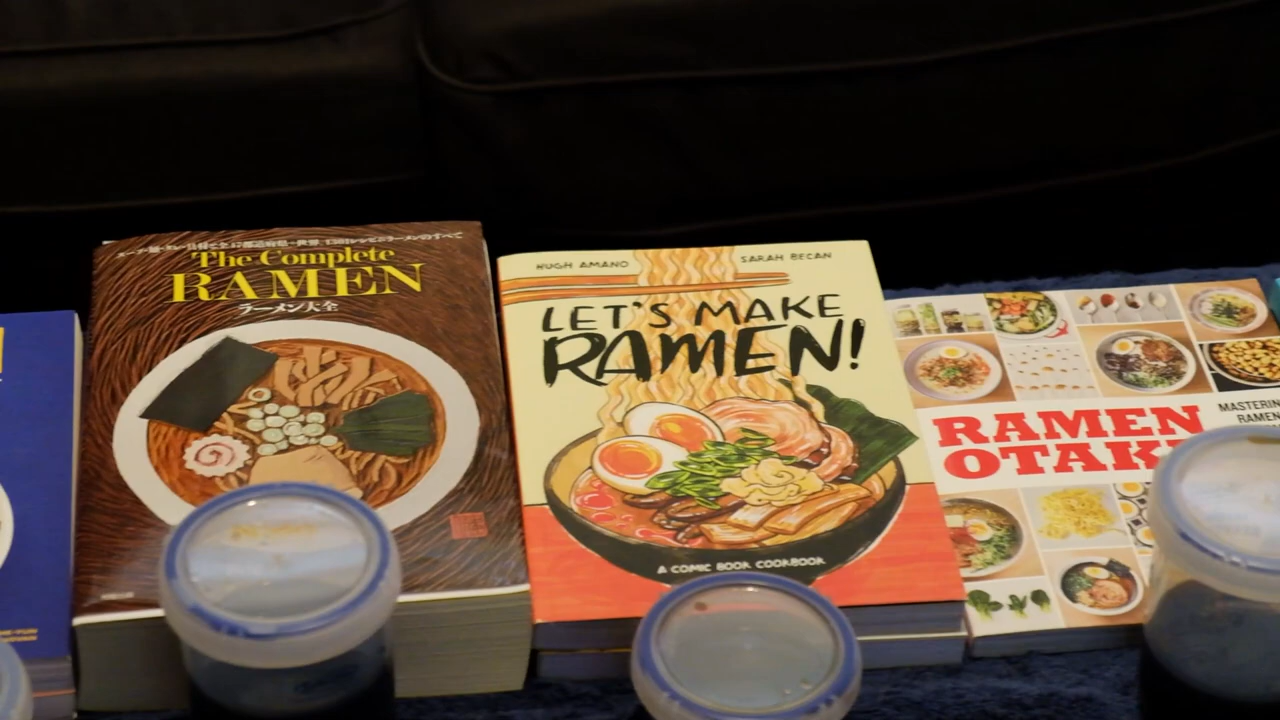 The Complete
RAMEN
ラーメン大全
HUGH AMANO
SARAH BECAN
LET'S MAKE
RAMEN!
A COMIC BOOK COOKBOOK
RAMEN
OTAK
MASTERIN
RAMEN